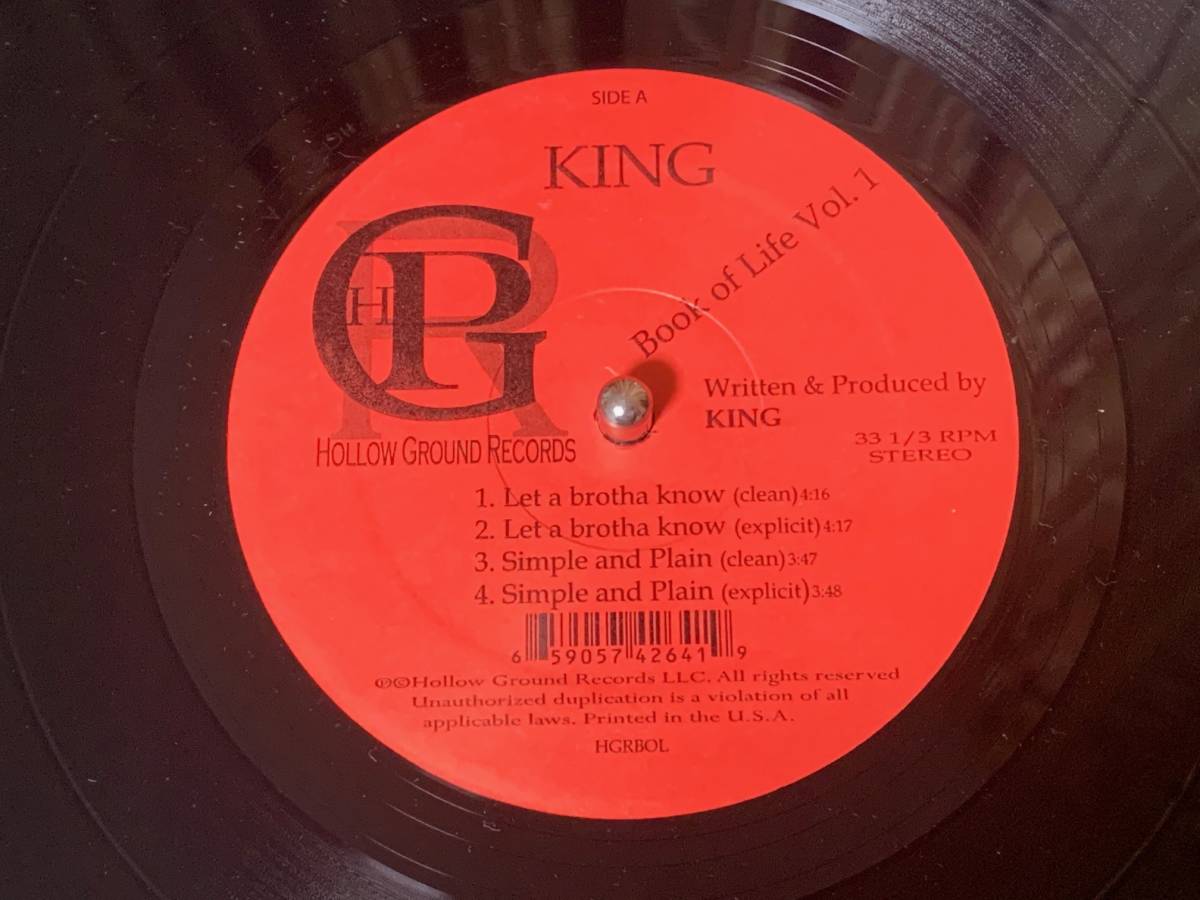 SIDE A
KING
Book of Life Vol. 1
HGPR
HOLLOW GROUND RECORDS
Written & Produced by
KING
33 1/3 RPM
STEREO
1. Let a brotha know (clean)4:16
2. Let a brotha know (explicit)4:17
3. Simple and Plain (clean)3:47
4. Simple and Plain (explicit)3:48
6 59057 42641 9
℗©Hollow Ground Records LLC. All rights reserved
Unauthorized duplication is a violation of all
applicable laws. Printed in the U.S.A.
HGRBOL